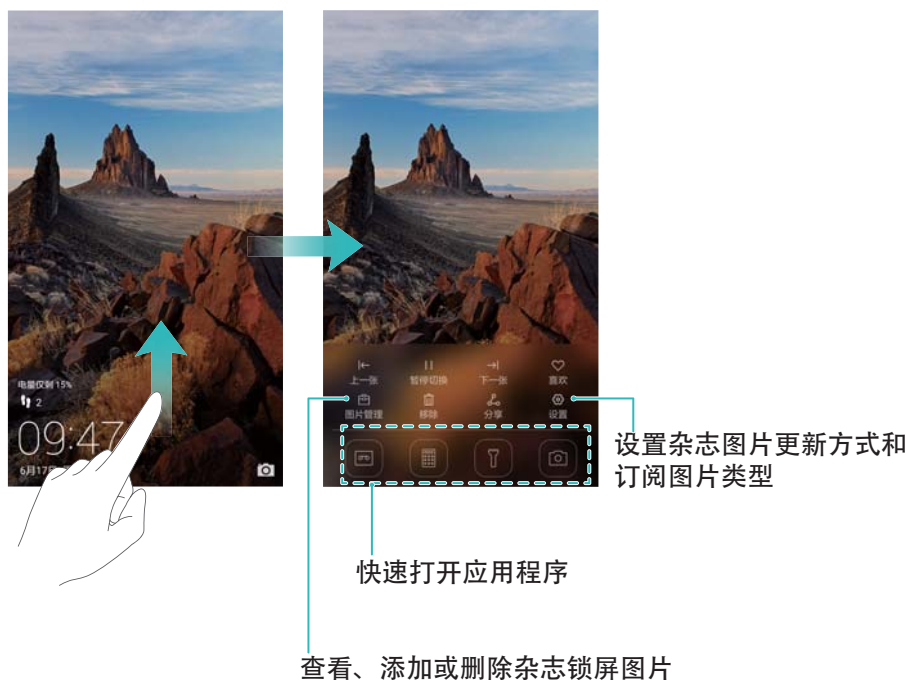 电量仅剩 15%
2
09:47
6月17日
上一张 暂停切换 下一张 喜欢
图片管理 移除 分享 设置
设置杂志图片更新方式和
订阅图片类型
快速打开应用程序
查看、添加或删除杂志锁屏图片